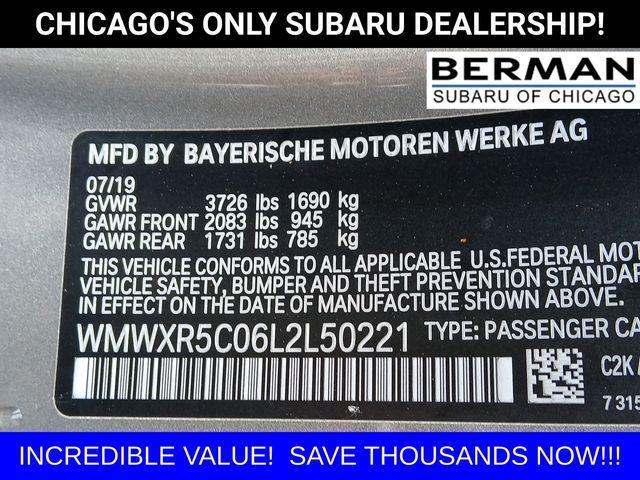 CHICAGO'S ONLY SUBARU DEALERSHIP!
BERMAN
SUBARU OF CHICAGO
MFD BY BAYERISCHE MOTOREN WERKE AG
07/19
GVWR 3726 lbs 1690 kg
GAWR FRONT 2083 lbs 945 kg
GAWR REAR 1731 lbs 785 kg
THIS VEHICLE CONFORMS TO ALL APPLICABLE U.S.FEDERAL MOT
VEHICLE SAFETY, BUMPER AND THEFT PREVENTION STANDAR
IN EFFECT ON THE DATE OF MANUFACTURE SHOWN ABOVE.
WMWXR5C06L2L50221 TYPE: PASSENGER CA
C2K /
7315
INCREDIBLE VALUE! SAVE THOUSANDS NOW!!!